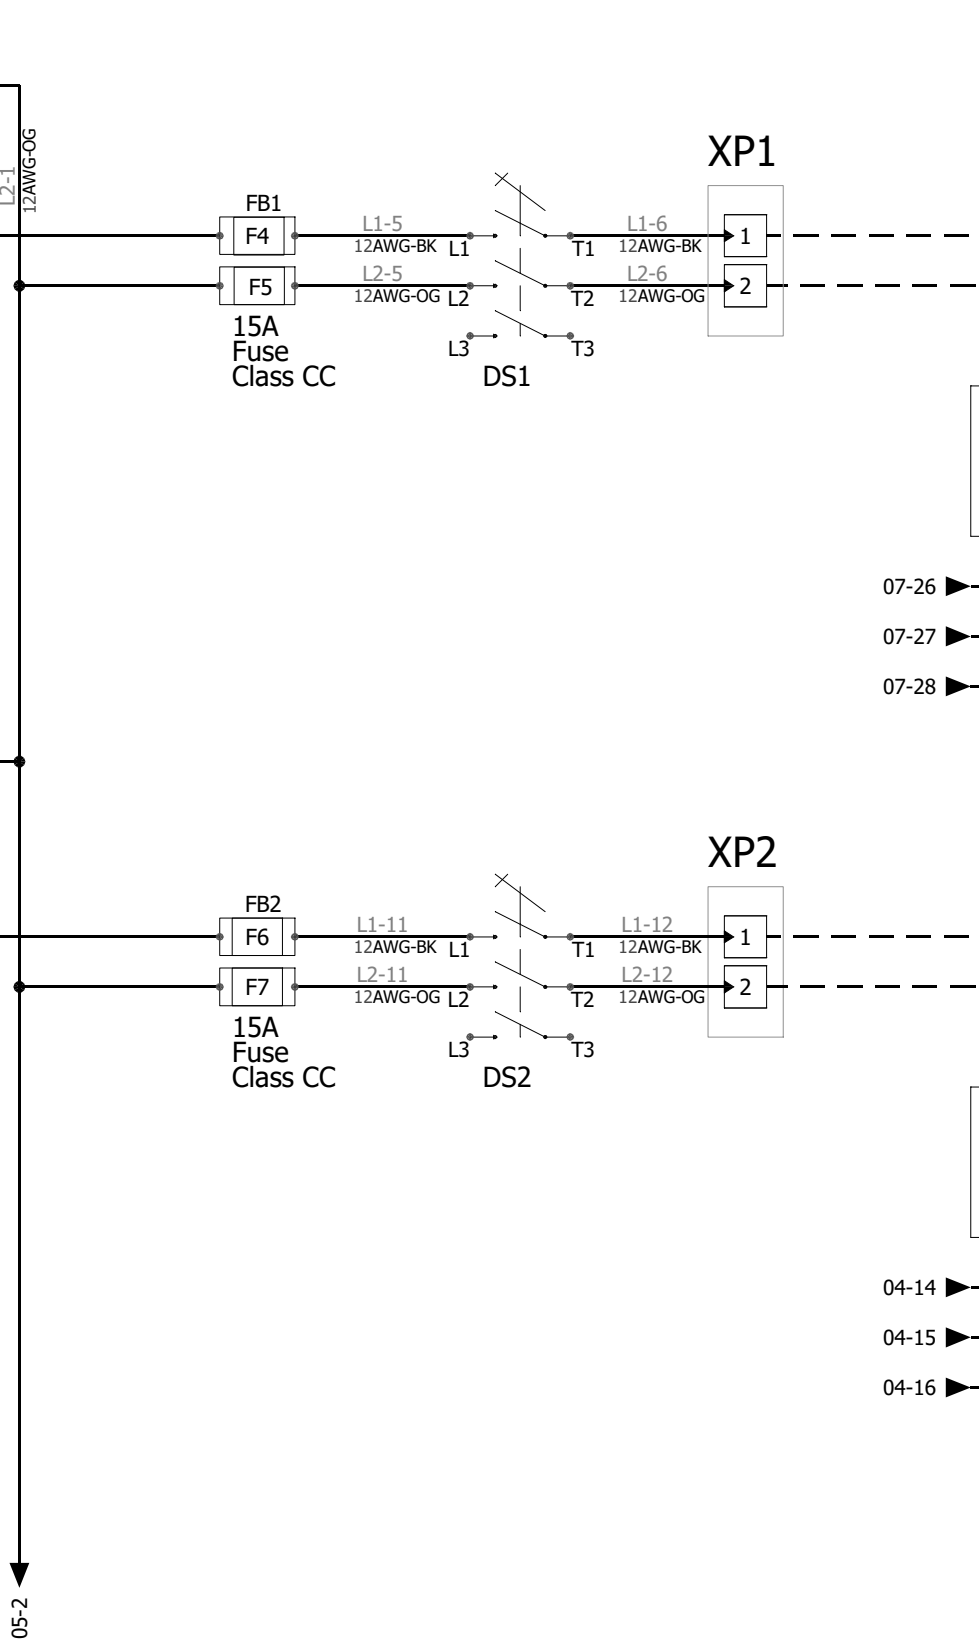 L2-1
12AWG-OG
XP1
FB1
F4
L1-5
12AWG-BK
L1
T1
L1-6
12AWG-BK
1
F5
L2-5
12AWG-OG
L2
T2
L2-6
12AWG-OG
2
15A
Fuse
Class CC
L3
T3
DS1
07-26
07-27
07-28
XP2
FB2
F6
L1-11
12AWG-BK
L1
T1
L1-12
12AWG-BK
1
F7
L2-11
12AWG-OG
L2
T2
L2-12
12AWG-OG
2
15A
Fuse
Class CC
L3
T3
DS2
04-14
04-15
04-16
05-2